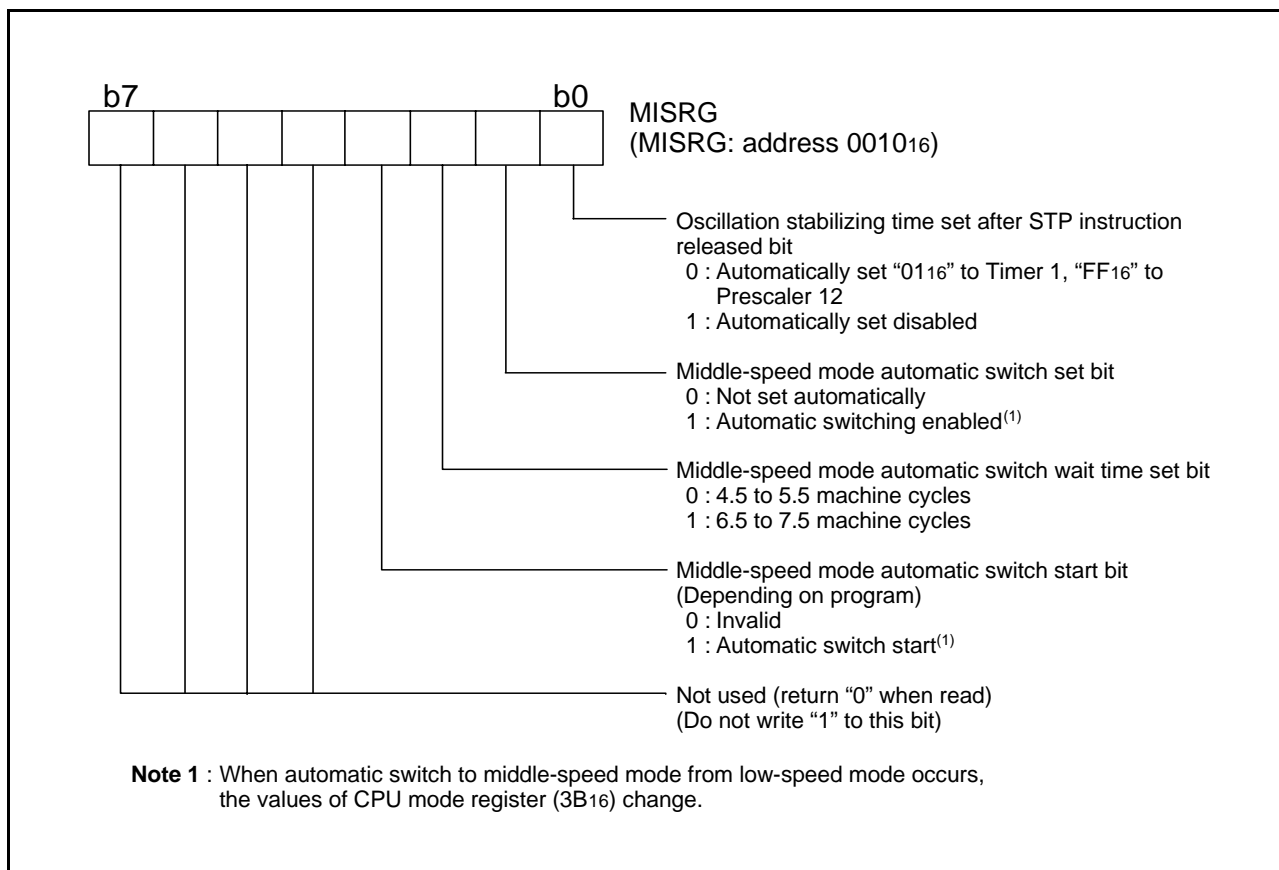 b7 b0
MISRG
(MISRG: address 001016)
Oscillation stabilizing time set after STP instruction
released bit
0 : Automatically set “0116” to Timer 1, “FF16” to
Prescaler 12
1 : Automatically set disabled
Middle-speed mode automatic switch set bit
0 : Not set automatically
1 : Automatic switching enabled(1)
Middle-speed mode automatic switch wait time set bit
0 : 4.5 to 5.5 machine cycles
1 : 6.5 to 7.5 machine cycles
Middle-speed mode automatic switch start bit
(Depending on program)
0 : Invalid
1 : Automatic switch start(1)
Not used (return “0” when read)
(Do not write “1” to this bit)
Note 1 : When automatic switch to middle-speed mode from low-speed mode occurs,
the values of CPU mode register (3B16) change.